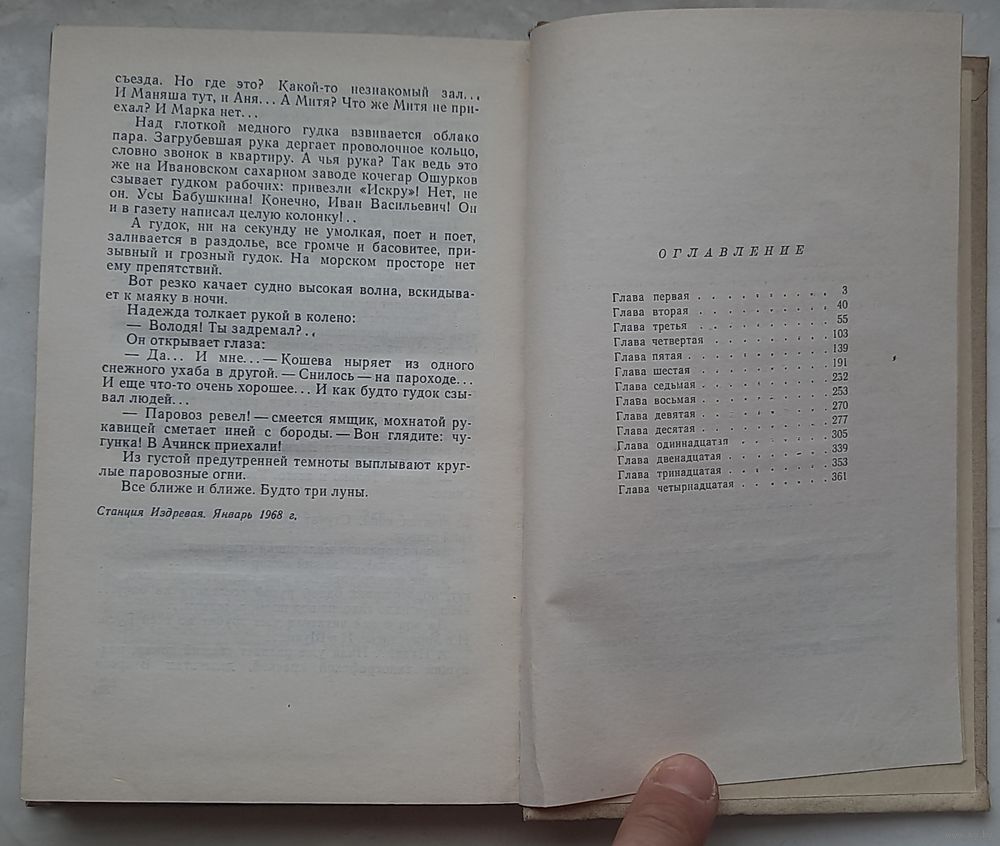 съезда. Но где это? Какой-то незнакомый зал...
И Маняша тут, и Аня... А Митя? Что же Митя не при-
ехал? И Марка нет...
Над глоткой медного гудка взвивается облако
пара. Загрубевшая рука дергает проволочное кольцо,
словно звонок в квартиру. А чья рука? Так ведь это
же на Ивановском сахарном заводе кочегар Ошурков
сзывает гудком рабочих: привезли «Искру»! Нет, не
он. Усы Бабушкина! Конечно, Иван Васильевич! Он
и в газету написал целую колонку!..
А гудок, ни на секунду не умолкая, поет и поет,
заливается в раздолье, все громче и басовитее, при-
зывный и грозный гудок. На морском просторе нет
ему препятствий.
Вот резко качает судно высокая волна, вскидыва-
ет к маяку в ночи.
Надежда толкает рукой в колено:
— Володя! Ты задремал?..
Он открывает глаза:
— Да... И мне... — Кошева ныряет из одного
снежного ухаба в другой. — Снилось — на пароходе...
И еще что-то очень хорошее... И как будто гудок сзы-
вал людей...
— Паровоз ревел! — смеется ямщик, мохнатой ру-
кавицей сметает иней с бороды. — Вон глядите: чу-
гунка! В Ачинск приехали!
Из густой предутренней темноты выплывают круг-
лые паровозные огни.
Все ближе и ближе. Будто три луны.
Станция Издревая. Январь 1968 г.
ОГЛАВЛЕНИЕ
Глава первая . . . . . . . . . . 3
Глава вторая . . . . . . . . . . 40
Глава третья . . . . . . . . . . 55
Глава четвертая . . . . . . . . . 103
Глава пятая . . . . . . . . . . 139
Глава шестая . . . . . . . . . . 191
Глава седьмая . . . . . . . . . 232
Глава восьмая . . . . . . . . . 253
Глава девятая . . . . . . . . . 270
Глава десятая . . . . . . . . . 277
Глава одиннадцатая . . . . . . . 305
Глава двенадцатая . . . . . . . . 339
Глава тринадцатая . . . . . . . . 353
Глава четырнадцатая . . . . . . . 361